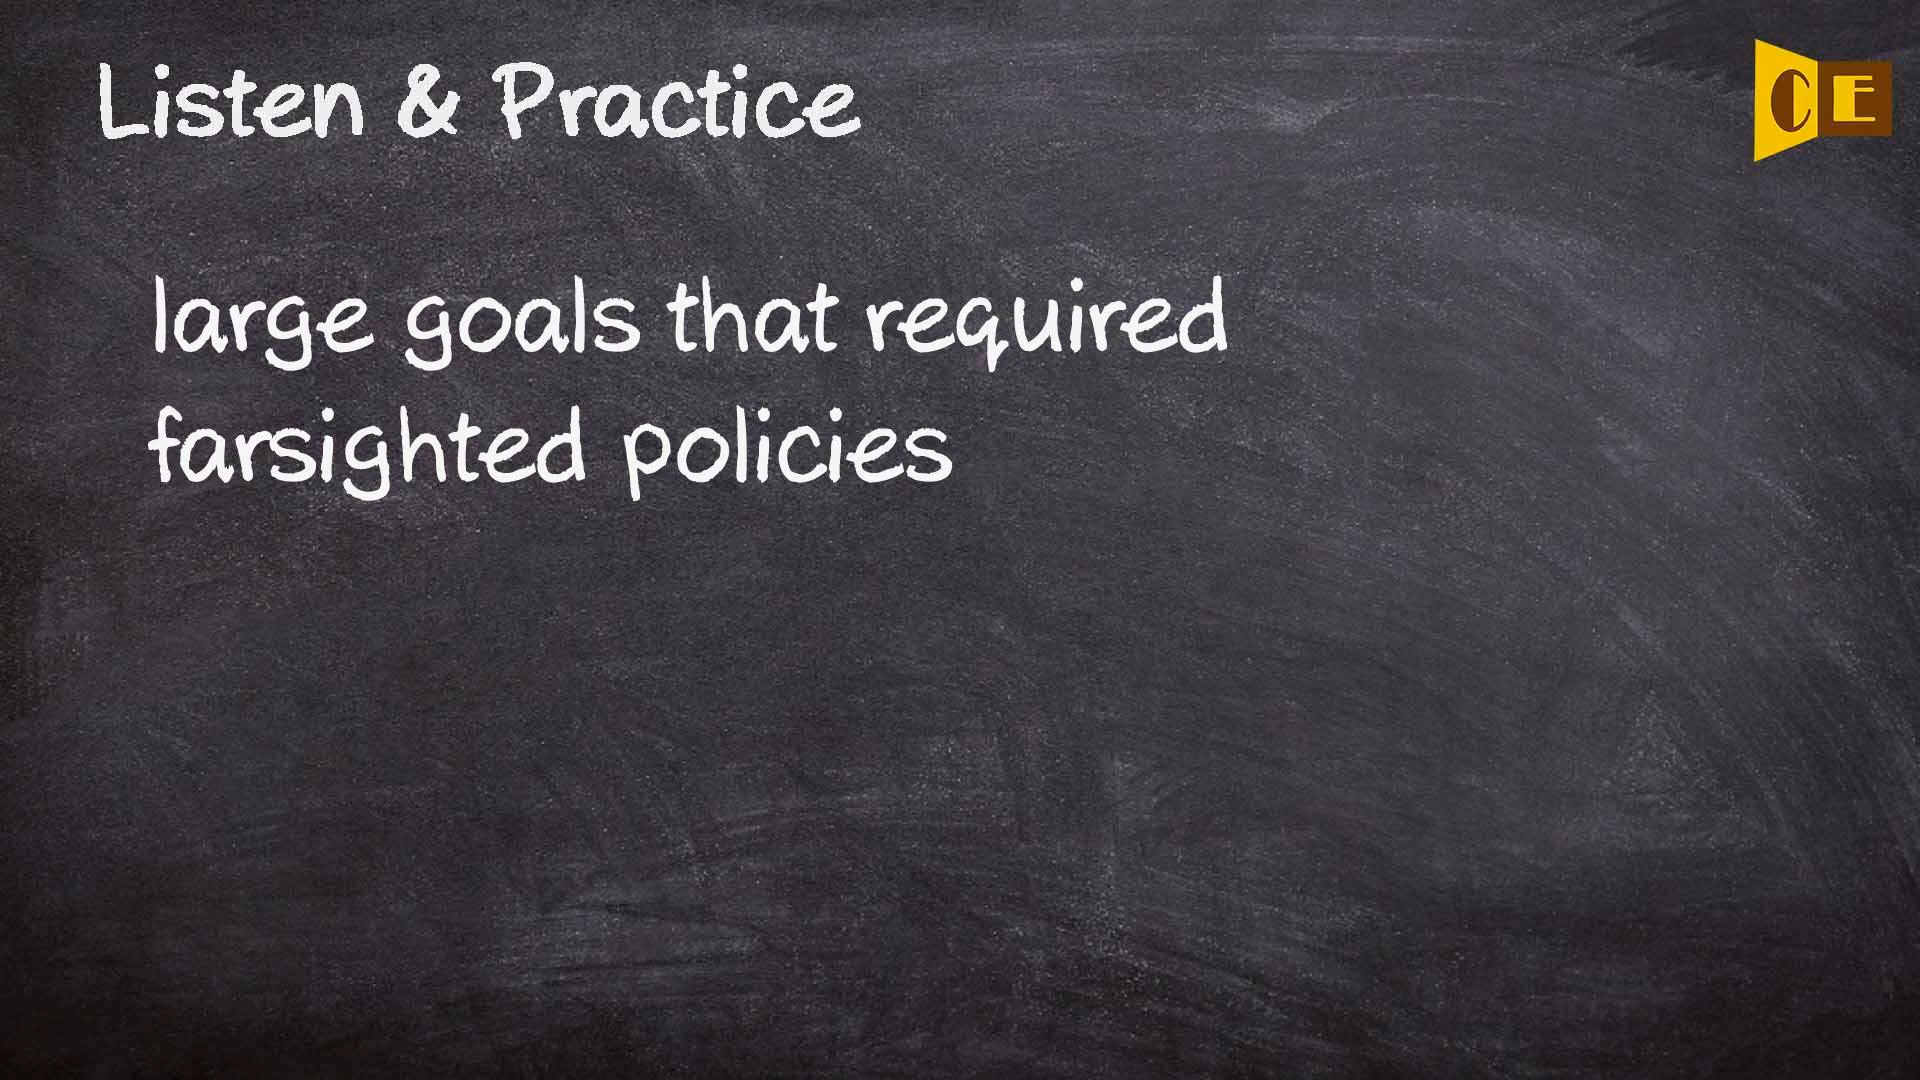 Listen & Practice
CE
large goals that required
farsighted policies